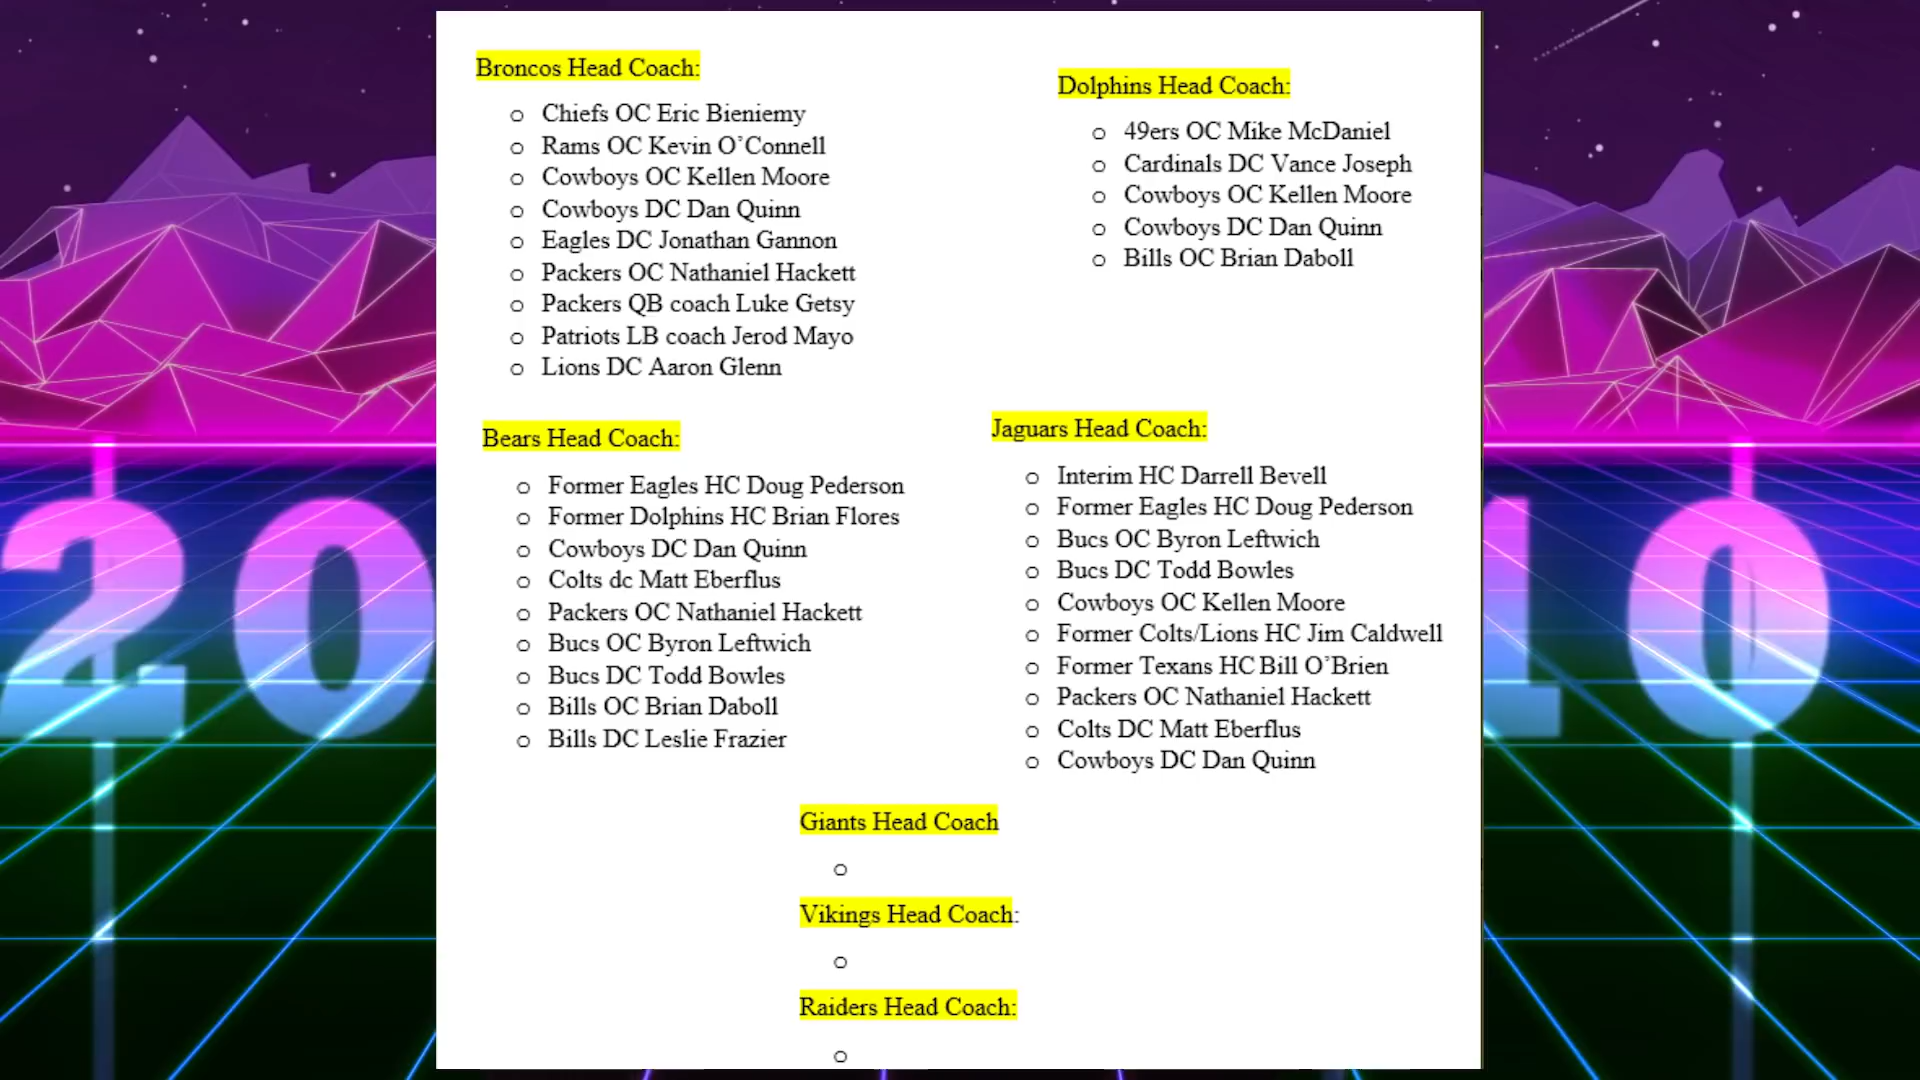 Broncos Head Coach:
Chiefs OC Eric Bieniemy
Rams OC Kevin O’Connell
Cowboys OC Kellen Moore
Cowboys DC Dan Quinn
Eagles DC Jonathan Gannon
Packers OC Nathaniel Hackett
Packers QB coach Luke Getsy
Patriots LB coach Jerod Mayo
Lions DC Aaron Glenn
Dolphins Head Coach:
49ers OC Mike McDaniel
Cardinals DC Vance Joseph
Cowboys OC Kellen Moore
Cowboys DC Dan Quinn
Bills OC Brian Daboll
Bears Head Coach:
Former Eagles HC Doug Pederson
Former Dolphins HC Brian Flores
Cowboys DC Dan Quinn
Colts dc Matt Eberflus
Packers OC Nathaniel Hackett
Bucs OC Byron Leftwich
Bucs DC Todd Bowles
Bills OC Brian Daboll
Bills DC Leslie Frazier
Jaguars Head Coach:
Interim HC Darrell Bevell
Former Eagles HC Doug Pederson
Bucs OC Byron Leftwich
Bucs DC Todd Bowles
Cowboys OC Kellen Moore
Former Colts/Lions HC Jim Caldwell
Former Texans HC Bill O’Brien
Packers OC Nathaniel Hackett
Colts DC Matt Eberflus
Cowboys DC Dan Quinn
Giants Head Coach
Vikings Head Coach:
Raiders Head Coach:
20
10